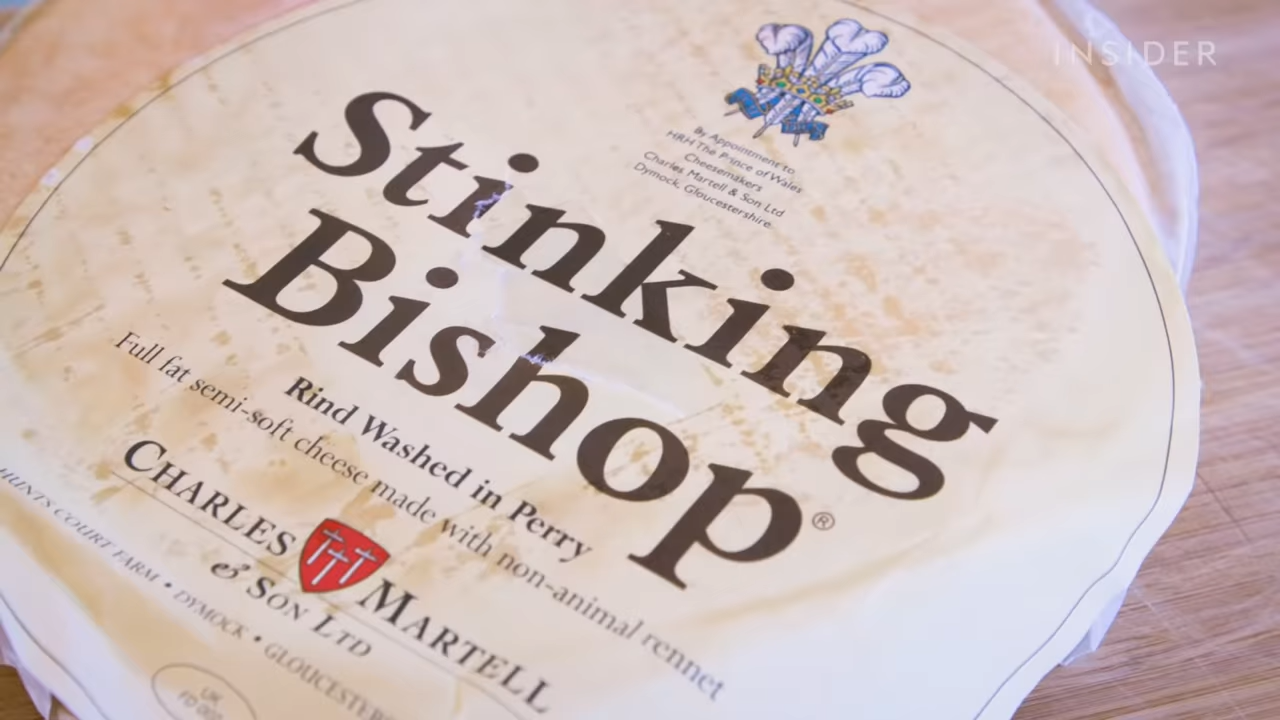 INSIDER
By Appointment to
HRH The Prince of Wales
Cheesemakers
Charles Martell & Son Ltd
Dymock, Gloucestershire.
Stinking
Bishop®
Rind Washed in Perry
Full fat semi-soft cheese made with non-animal rennet
CHARLES MARTELL
& SON LTD
HUNTS COURT FARM • DYMOCK •
UK